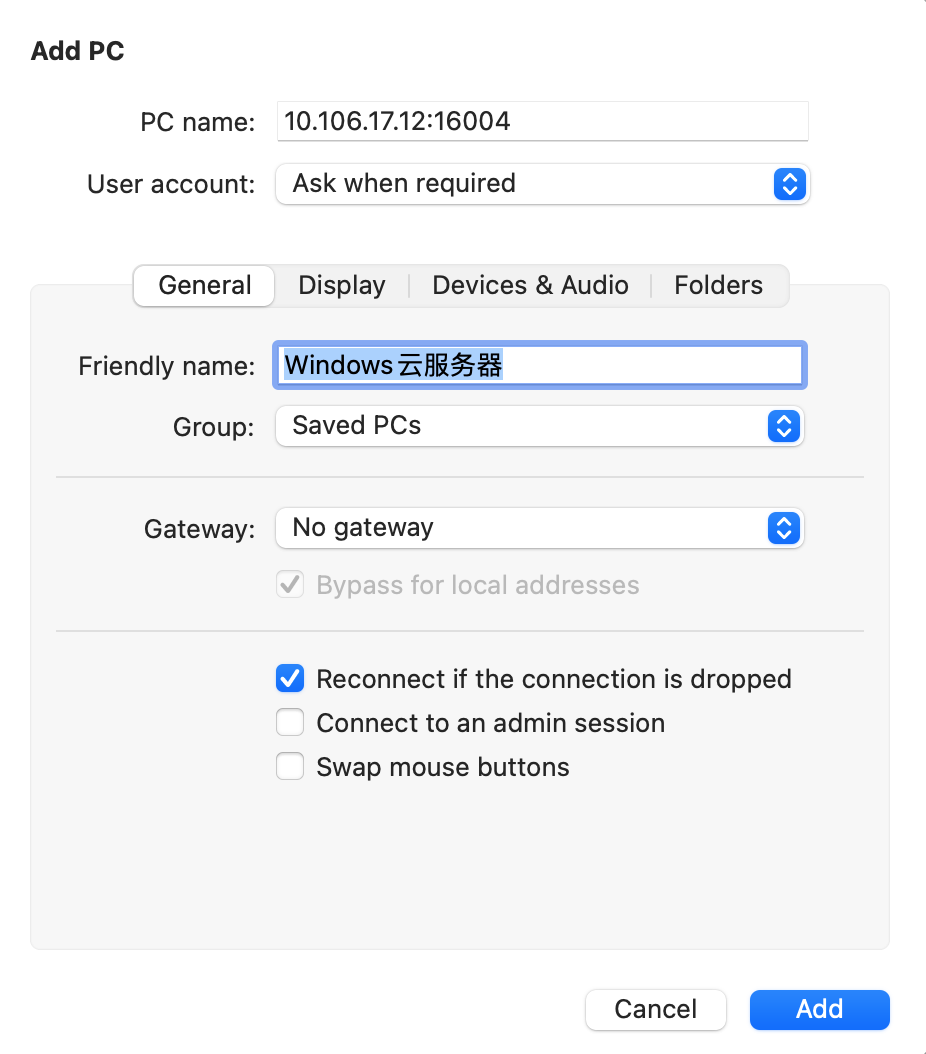 Add PC
PC name: 10.106.17.12:16004
User account: Ask when required
General Display Devices & Audio Folders
Friendly name: Windows云服务器
Group: Saved PCs
Gateway: No gateway
Bypass for local addresses
Reconnect if the connection is dropped
Connect to an admin session
Swap mouse buttons
Cancel Add